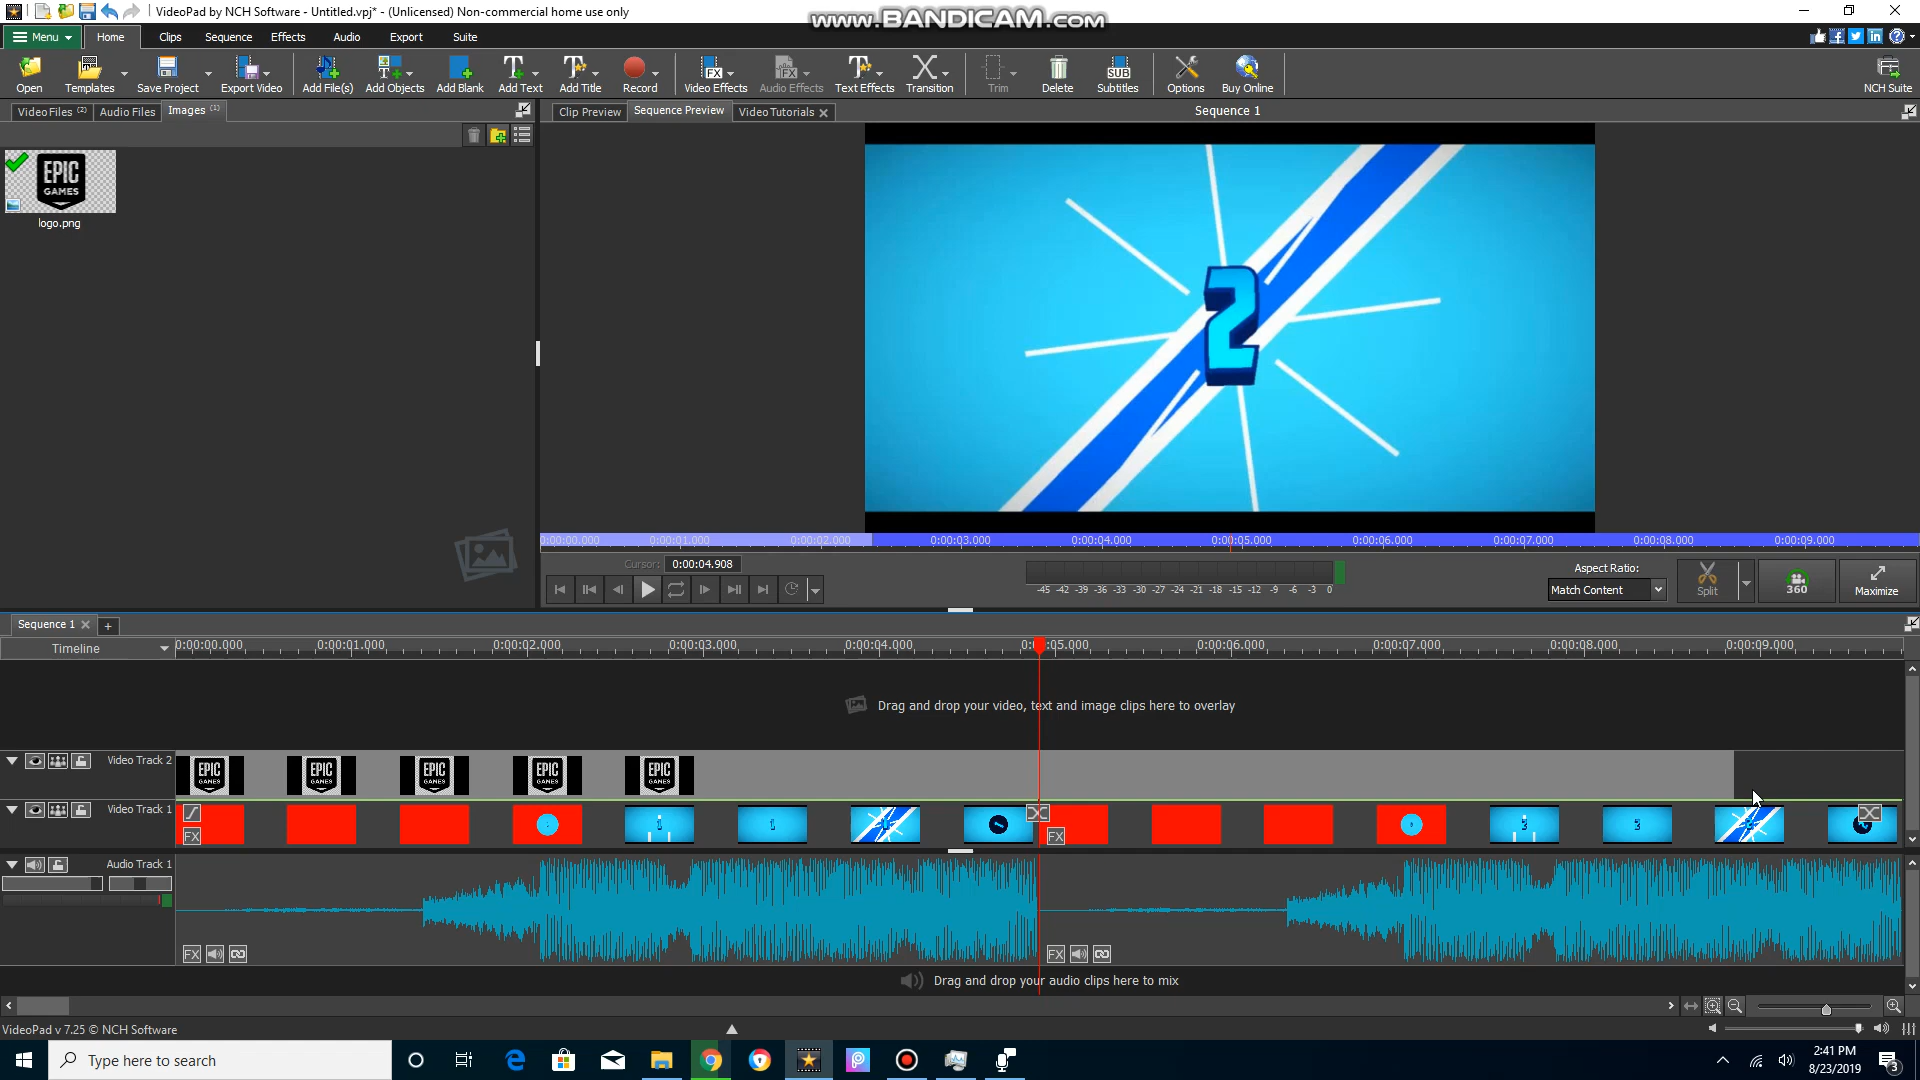 VideoPad by NCH Software - Untitled.vpj* - (Unlicensed) Non-commercial home use only
www.BANDICAM.com
Menu Home Clips Sequence Effects Audio Export Suite
Open Templates Save Project Export Video Add File(s) Add Objects Add Blank Add Text Add Title Record Video Effects Audio Effects Text Effects Transition Trim Delete Subtitles Options Buy Online NCH Suite
Video Files (2) Audio Files Images (1)
Clip Preview Sequence Preview Video Tutorials Sequence 1
EPIC
GAMES
logo.png
2
0:00:00.000 0:00:01.000 0:00:02.000 0:00:03.000 0:00:04.000 0:00:05.000 0:00:06.000 0:00:07.000 0:00:08.000 0:00:09.000
Cursor: 0:00:04.908
-45 -42 -39 -36 -33 -30 -27 -24 -21 -18 -15 -12 -9 -6 -3 0
Aspect Ratio:
Match Content
Split
360
Maximize
Sequence 1
Timeline
0:00:00.000 0:00:01.000 0:00:02.000 0:00:03.000 0:00:04.000 0:00:05.000 0:00:06.000 0:00:07.000 0:00:08.000 0:00:09.000
Drag and drop your video, text and image clips here to overlay
Video Track 2
EPIC GAMES EPIC GAMES EPIC GAMES EPIC GAMES EPIC GAMES
Video Track 1
FX FX
Audio Track 1
FX FX
Drag and drop your audio clips here to mix
VideoPad v 7.25 © NCH Software
Type here to search
2:41 PM
8/23/2019
3